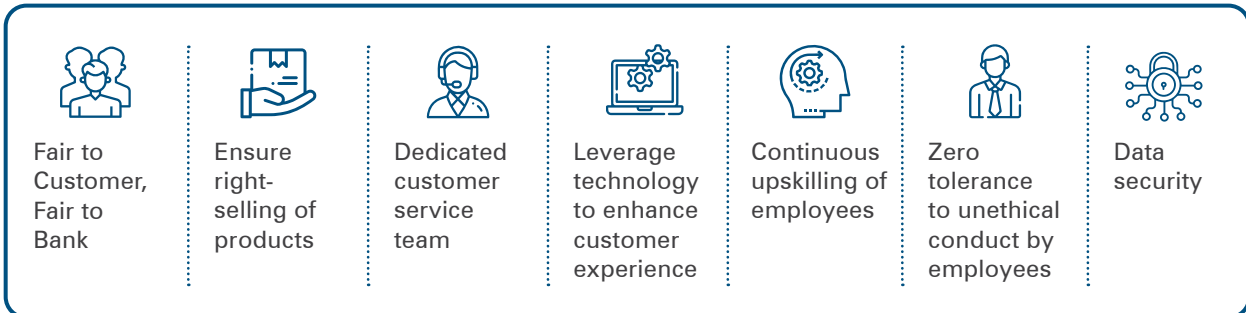 Fair to
Customer,
Fair to
Bank
Ensure
right-
selling of
products
Dedicated
customer
service
team
Leverage
technology
to enhance
customer
experience
Continuous
upskilling of
employees
Zero
tolerance
to unethical
conduct by
employees
Data
security